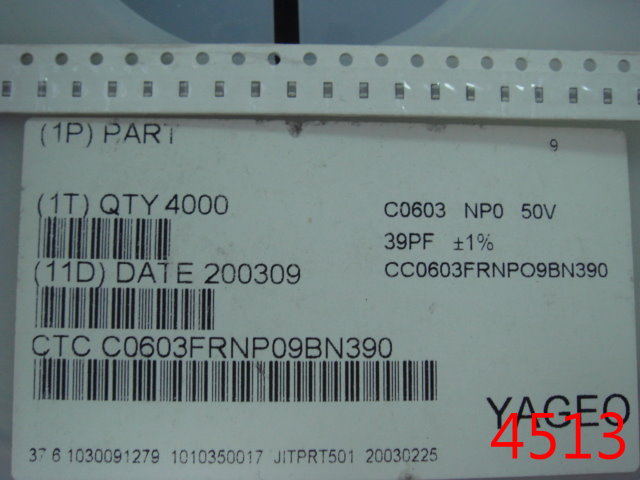 (1P) PART
9
(1T) QTY 4000
C0603 NP0 50V
39PF ±1%
(11D) DATE 200309
CC0603FRNPO9BN390
CTC C0603FRNP09BN390
YAGEO
4513
37 6 1030091279 1010350017 JITPRT501 20030225